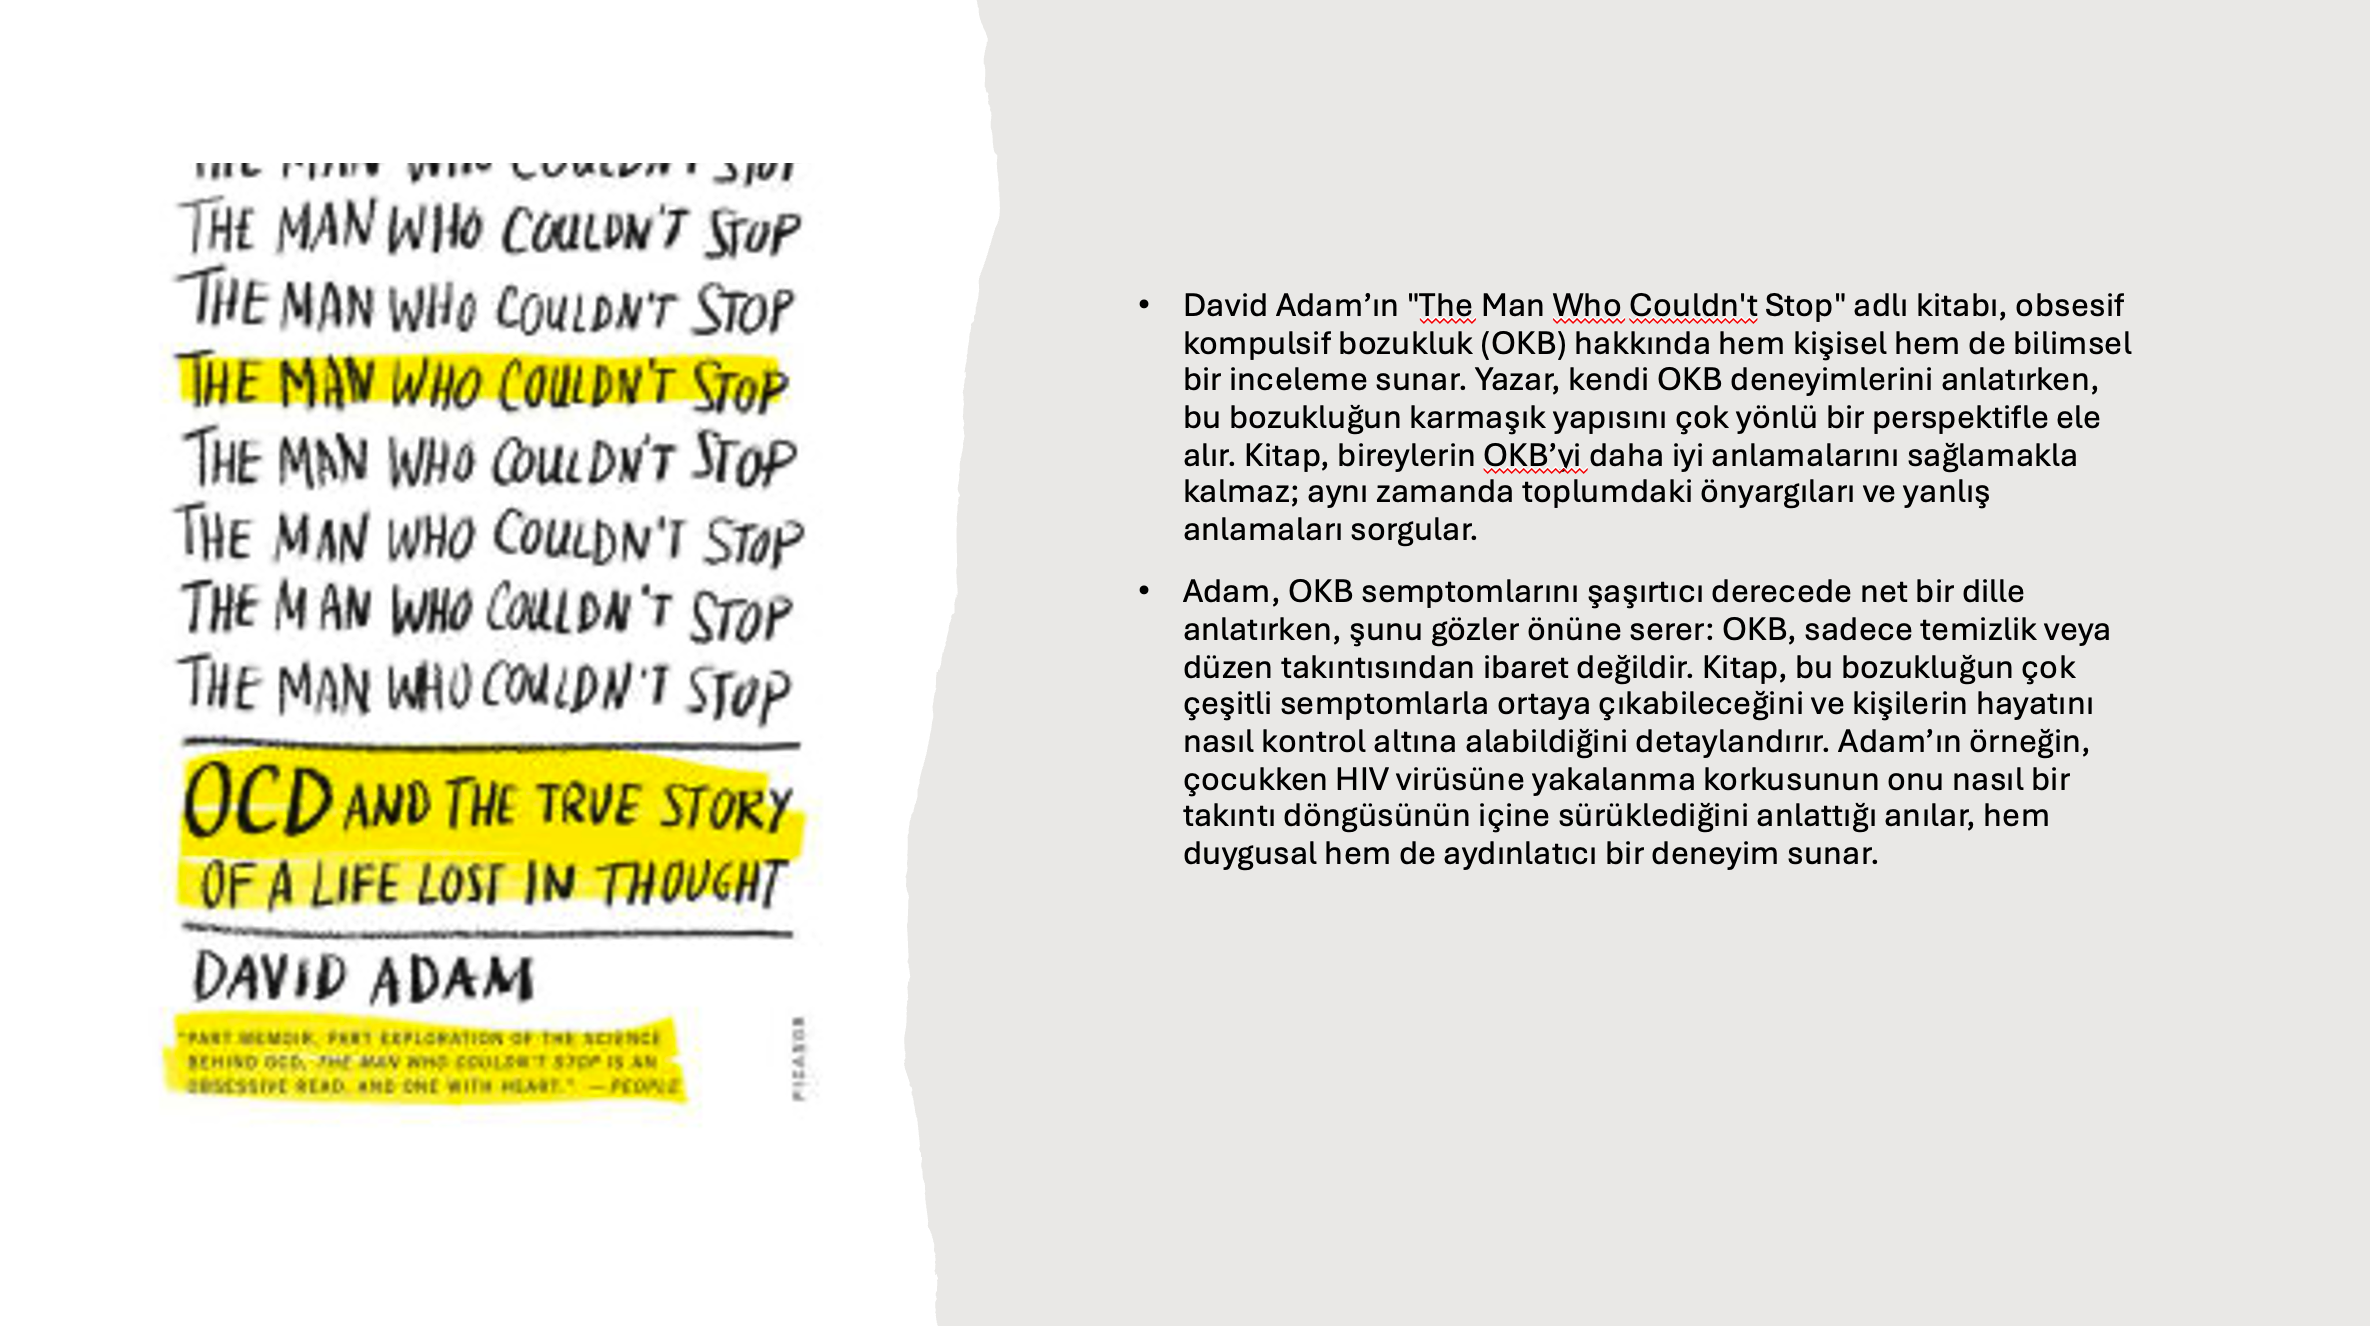 THE MAN WHO COULDN'T STOP
THE MAN WHO COULDN'T STOP
THE MAN WHO COULDN'T STOP
THE MAN WHO COULDN'T STOP
THE MAN WHO COULDN'T STOP
THE MAN WHO COULDN'T STOP
THE MAN WHO COULDN'T STOP
THE MAN WHO COULDN'T STOP
OCD AND THE TRUE STORY
OF A LIFE LOST IN THOUGHT
DAVID ADAM
"PART MEMOIR, PART EXPLORATION OF THE SCIENCE
BEHIND OCD, THE MAN WHO COULDN'T STOP IS AN
OBSESSIVE READ, AND ONE WITH HEART." —PEOPLE
PICADOR
• David Adam’ın "The Man Who Couldn't Stop" adlı kitabı, obsesif
kompulsif bozukluk (OKB) hakkında hem kişisel hem de bilimsel
bir inceleme sunar. Yazar, kendi OKB deneyimlerini anlatırken,
bu bozukluğun karmaşık yapısını çok yönlü bir perspektifle ele
alır. Kitap, bireylerin OKB’yi daha iyi anlamalarını sağlamakla
kalmaz; aynı zamanda toplumdaki önyargıları ve yanlış
anlamaları sorgular.
• Adam, OKB semptomlarını şaşırtıcı derecede net bir dille
anlatırken, şunu gözler önüne serer: OKB, sadece temizlik veya
düzen takıntısından ibaret değildir. Kitap, bu bozukluğun çok
çeşitli semptomlarla ortaya çıkabileceğini ve kişilerin hayatını
nasıl kontrol altına alabildiğini detaylandırır. Adam’ın örneğin,
çocukken HIV virüsüne yakalanma korkusunun onu nasıl bir
takıntı döngüsünün içine sürüklediğini anlattığı anılar, hem
duygusal hem de aydınlatıcı bir deneyim sunar.